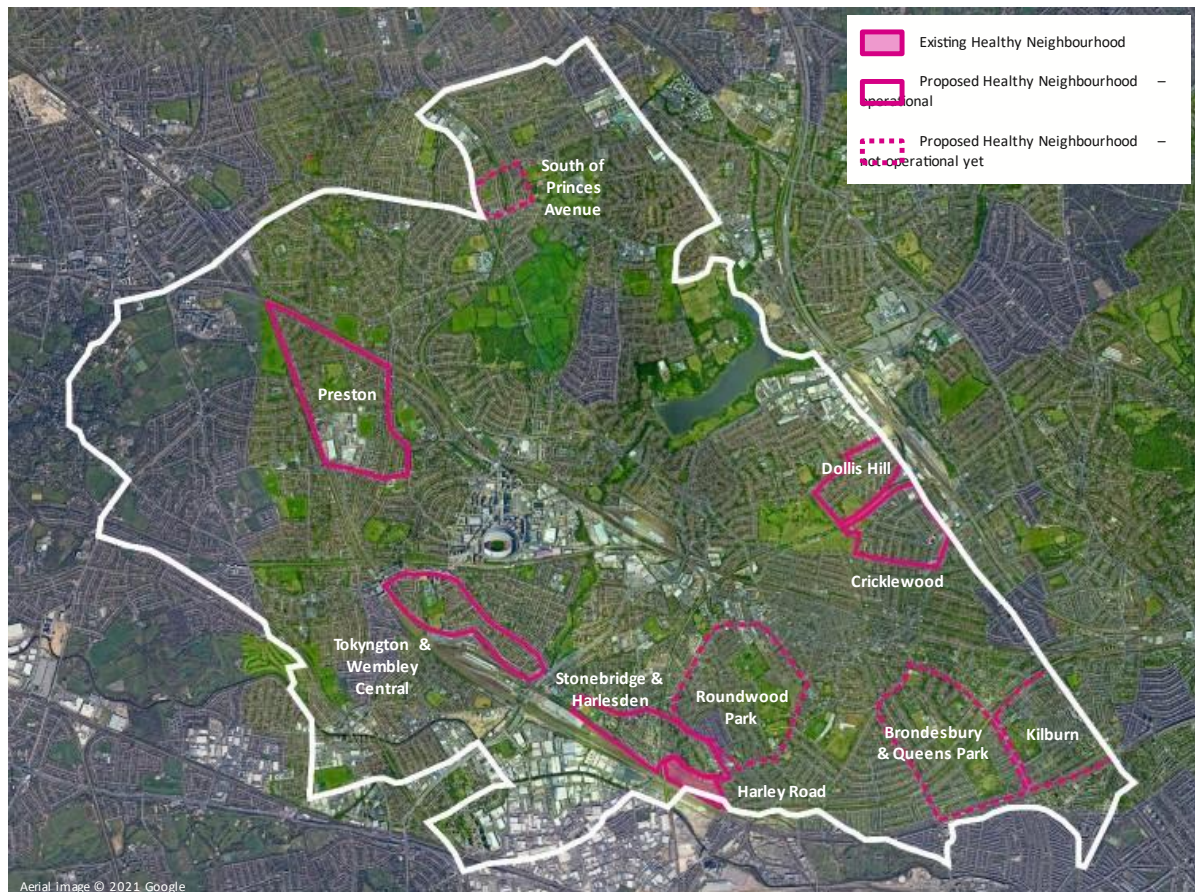 Existing Healthy Neighbourhood
Proposed Healthy Neighbourhood –
operational
Proposed Healthy Neighbourhood –
not operational yet
South of
Princes
Avenue
Preston
Dollis Hill
Cricklewood
Tokyngton &
Wembley
Central
Stonebridge &
Harlesden
Roundwood
Park
Brondesbury
& Queens Park
Kilburn
Harley Road
Aerial image © 2021 Google